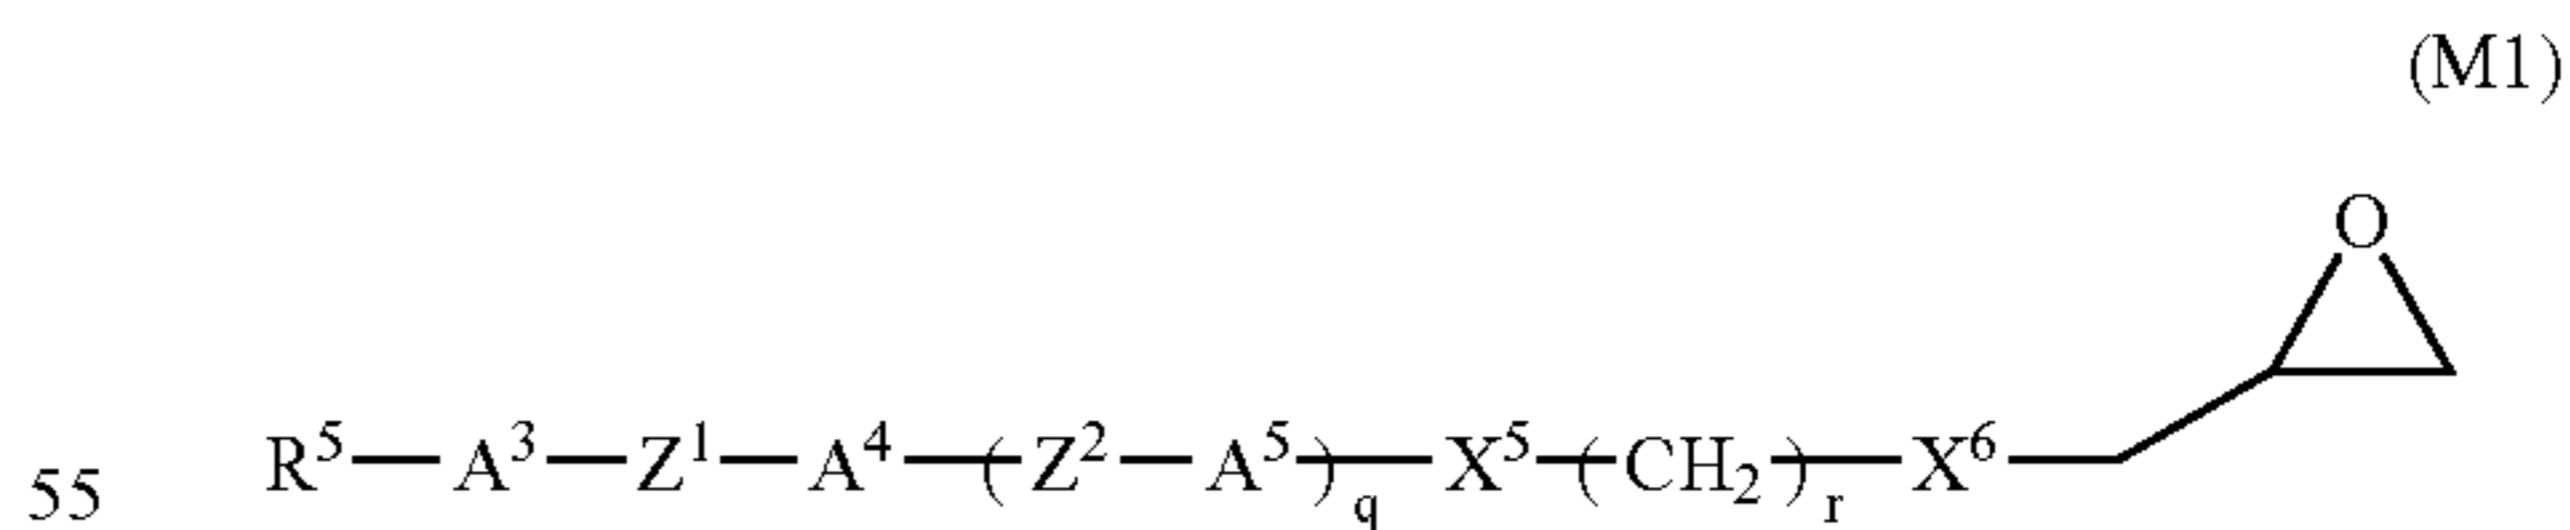 (M1)
O
55 R⁵—A³—Z¹—A⁴—(Z²—A⁵)q—X⁵—(CH₂)r—X⁶